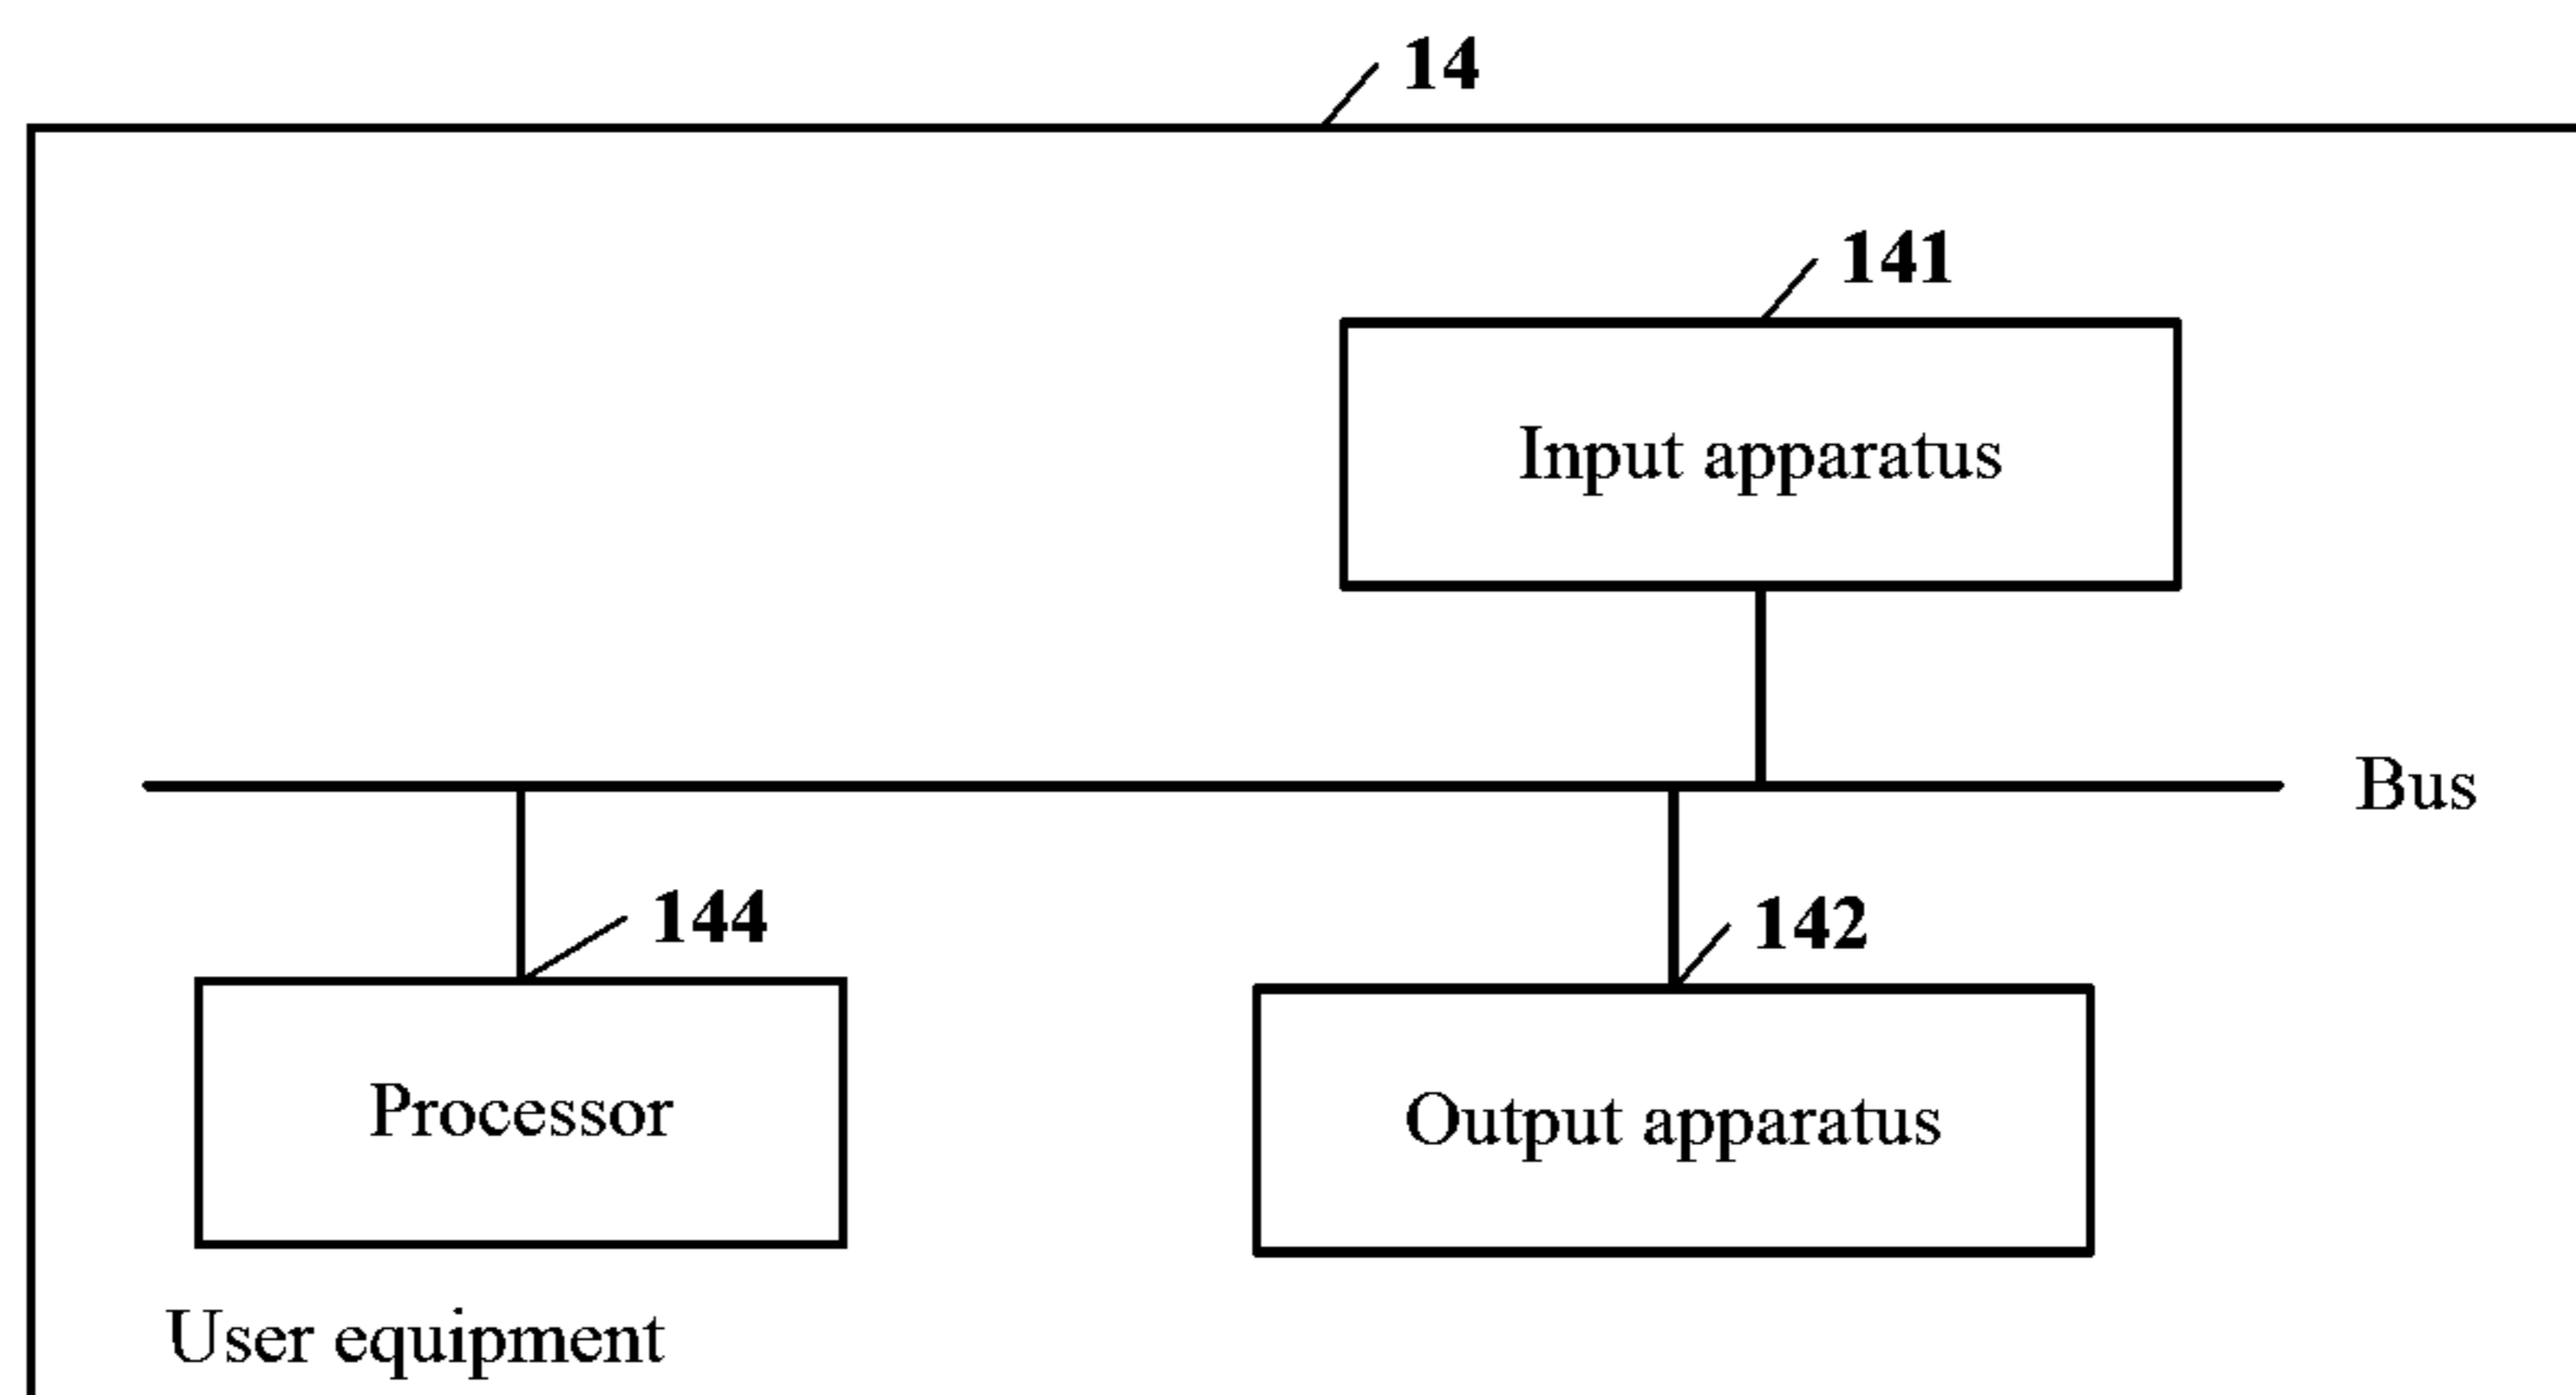 14
141
Input apparatus
Bus
144
142
Processor
Output apparatus
User equipment